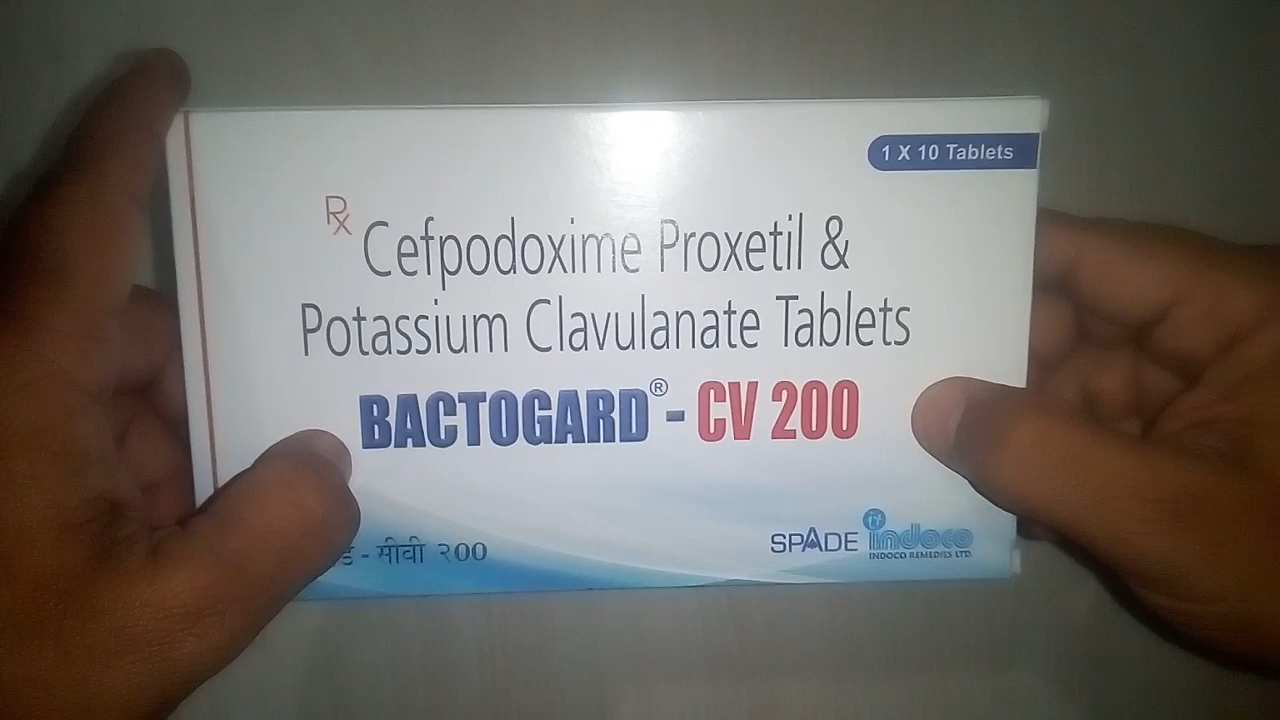 1 X 10 Tablets
Rx Cefpodoxime Proxetil &
Potassium Clavulanate Tablets
BACTOGARD® - CV 200
- सीवी २००
SPADE
indoco
INDOCO REMEDIES LTD.